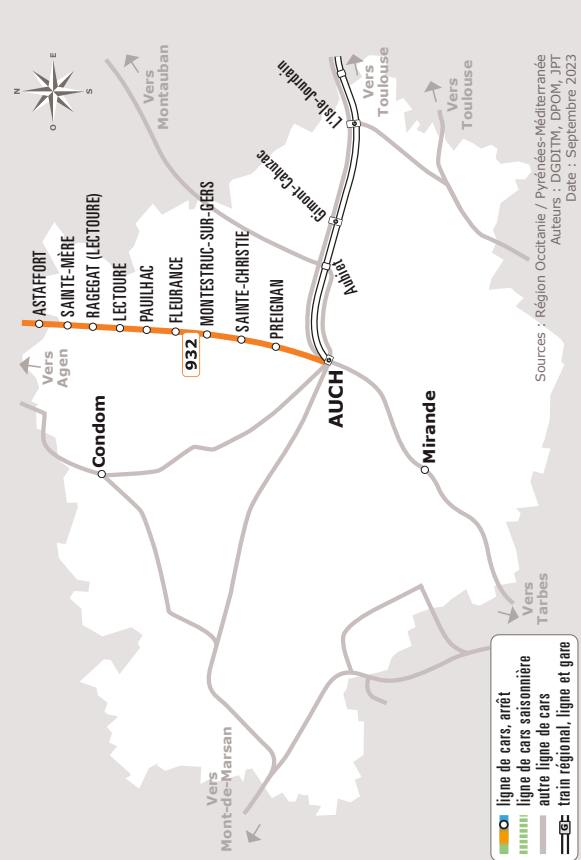 N
E
S
O
Vers
Montauban
Vers
Toulouse
Vers
Toulouse
Vers
Agen
Vers
Mont-de-Marsan
Vers
Tarbes
ASTAFFORT
SAINTE-MÈRE
RAGEGAT (LECTOURE)
LECTOURE
PAUILHAC
FLEURANCE
MONTESTRUC-SUR-GERS
SAINTE-CHRISTIE
PREIGNAN
932
AUCH
Condom
Mirande
L'Isle-Jourdain
Gimont-Cahuzac
Aubiet
Sources : Région Occitanie / Pyrénées-Méditerranée
Auteurs : DGDITM, DPOM, JPT
Date : Septembre 2023
ligne de cars, arrêt
ligne de cars saisonnière
autre ligne de cars
G train régional, ligne et gare